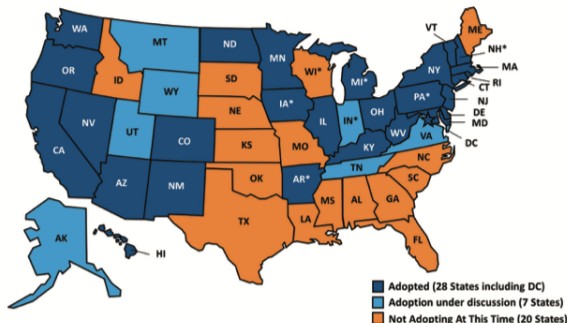 WA
MT
ND
MN
VT
ME
NH*
OR
ID
SD
WI*
MI*
NY
MA
RI
CT
WY
IA*
PA*
NJ
NE
DE
MD
NV
UT
IL
IN*
OH
WV
VA
DC
CA
CO
KS
MO
KY
AZ
NM
OK
AR*
TN
NC
SC
TX
LA
MS
AL
GA
FL
AK
HI
Adopted (28 States including DC)
Adoption under discussion (7 States)
Not Adopting At This Time (20 States)